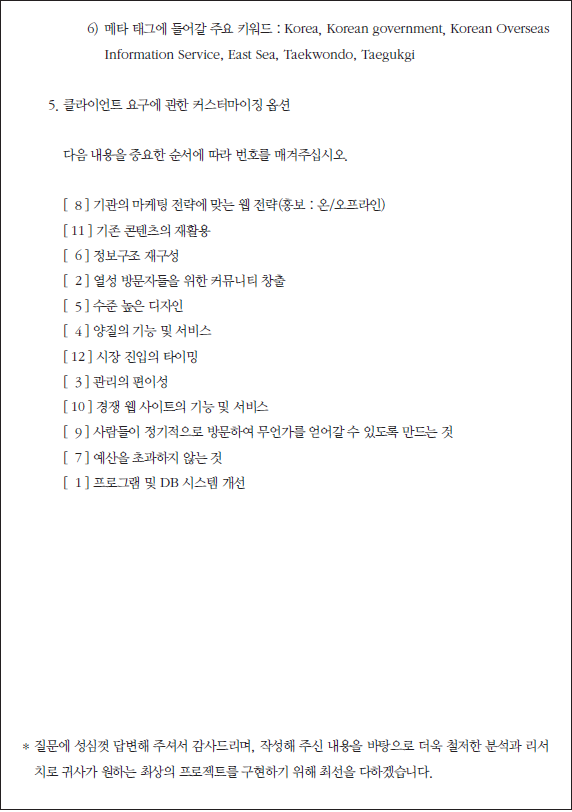 6) 메타 태그에 들어갈 주요 키워드 : Korea, Korean government, Korean Overseas
Information Service, East Sea, Taekwondo, Taegukgi
5. 클라이언트 요구에 관한 커스터마이징 옵션
다음 내용을 중요한 순서에 따라 번호를 매겨주십시오.
[ 8 ] 기관의 마케팅 전략에 맞는 웹 전략(홍보 : 온/오프라인)
[ 11 ] 기존 콘텐츠의 재활용
[ 6 ] 정보구조 재구성
[ 2 ] 열성 방문자들을 위한 커뮤니티 창출
[ 5 ] 수준 높은 디자인
[ 4 ] 양질의 기능 및 서비스
[ 12 ] 시장 진입의 타이밍
[ 3 ] 관리의 편이성
[ 10 ] 경쟁 웹 사이트의 기능 및 서비스
[ 9 ] 사람들이 정기적으로 방문하여 무언가를 얻어갈 수 있도록 만드는 것
[ 7 ] 예산을 초과하지 않는 것
[ 1 ] 프로그램 및 DB 시스템 개선
* 질문에 성심껏 답변해 주셔서 감사드리며, 작성해 주신 내용을 바탕으로 더욱 철저한 분석과 리서
치로 귀사가 원하는 최상의 프로젝트를 구현하기 위해 최선을 다하겠습니다.